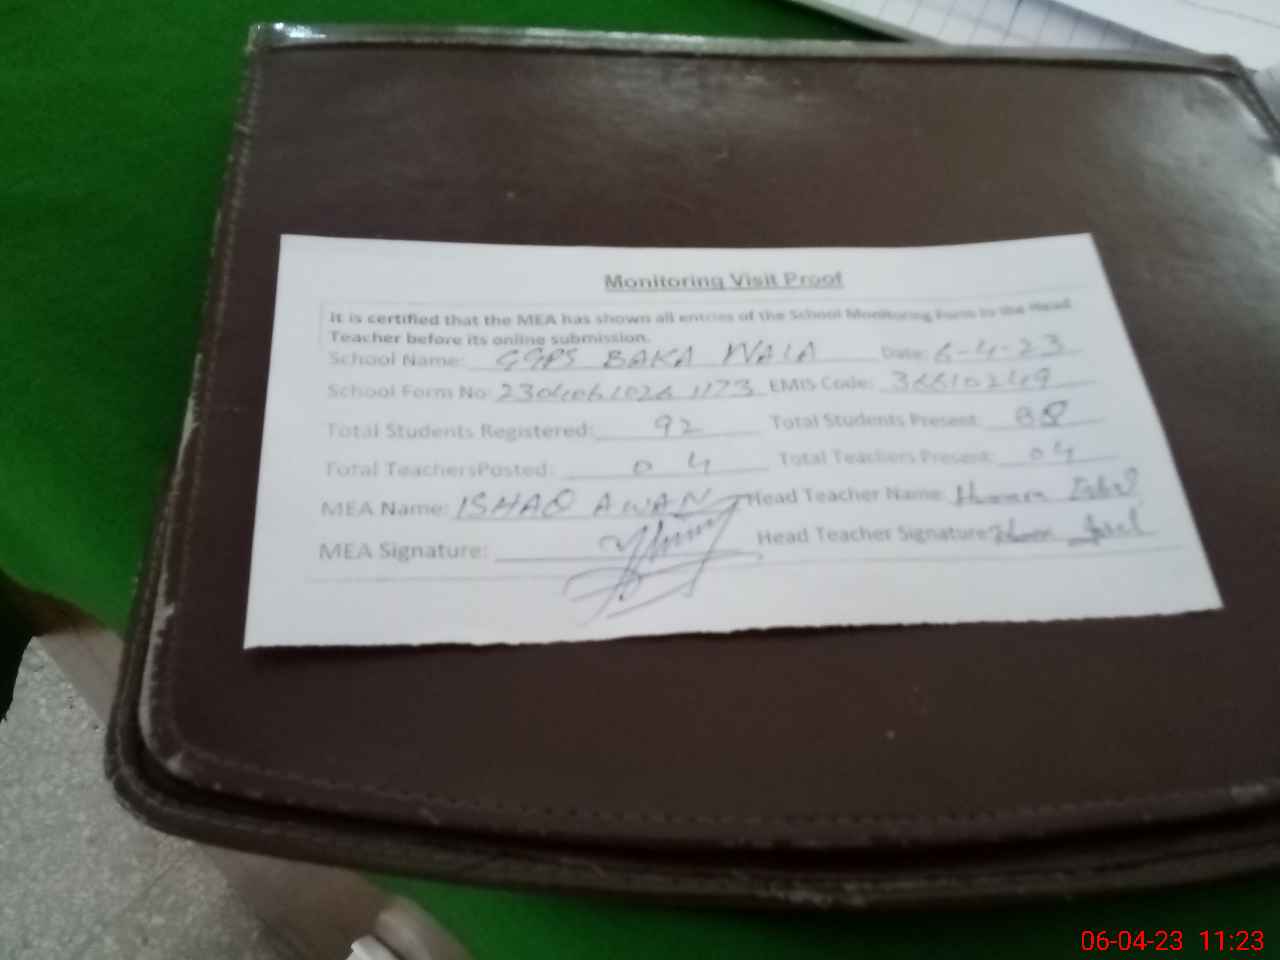 Monitoring Visit Proof
It is certified that the MEA has shown all entries of the School Monitoring Form to the Head
Teacher before its online submission.
School Name: GGPS BAKA WALA Date: 6-4-23
School Form No: EMIS Code: 36610249
Total Students Registered: 92 Total Students Present: 88
Total TeachersPosted: 04 Total Teachers Present: 04
MEA Name: ISHAQ AWAN Head Teacher Name:
MEA Signature: Head Teacher Signature:
06-04-23 11:23